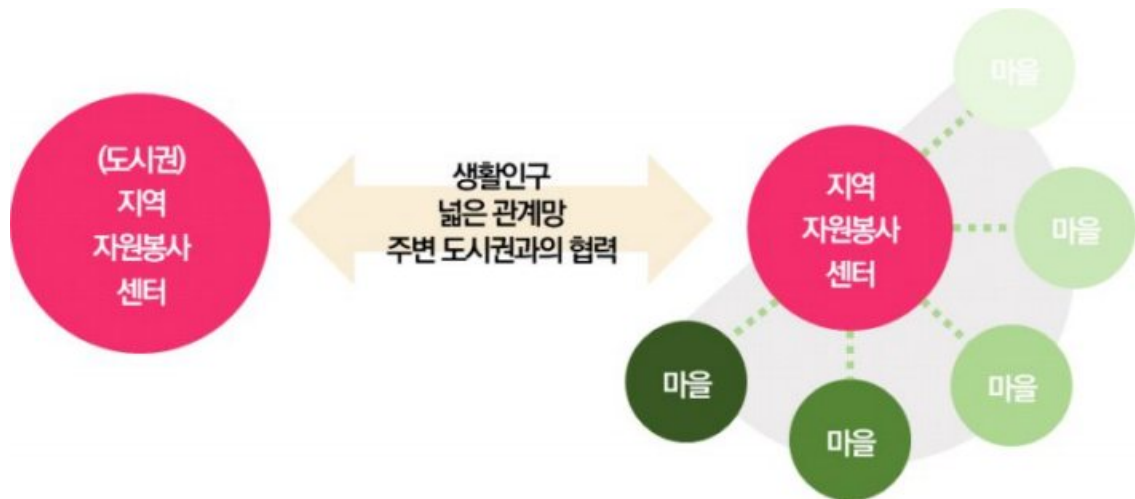 (도시권)
지역
자원봉사
센터
생활인구
넓은 관계망
주변 도시권과의 협력
지역
자원봉사
센터
마을
마을
마을
마을
마을